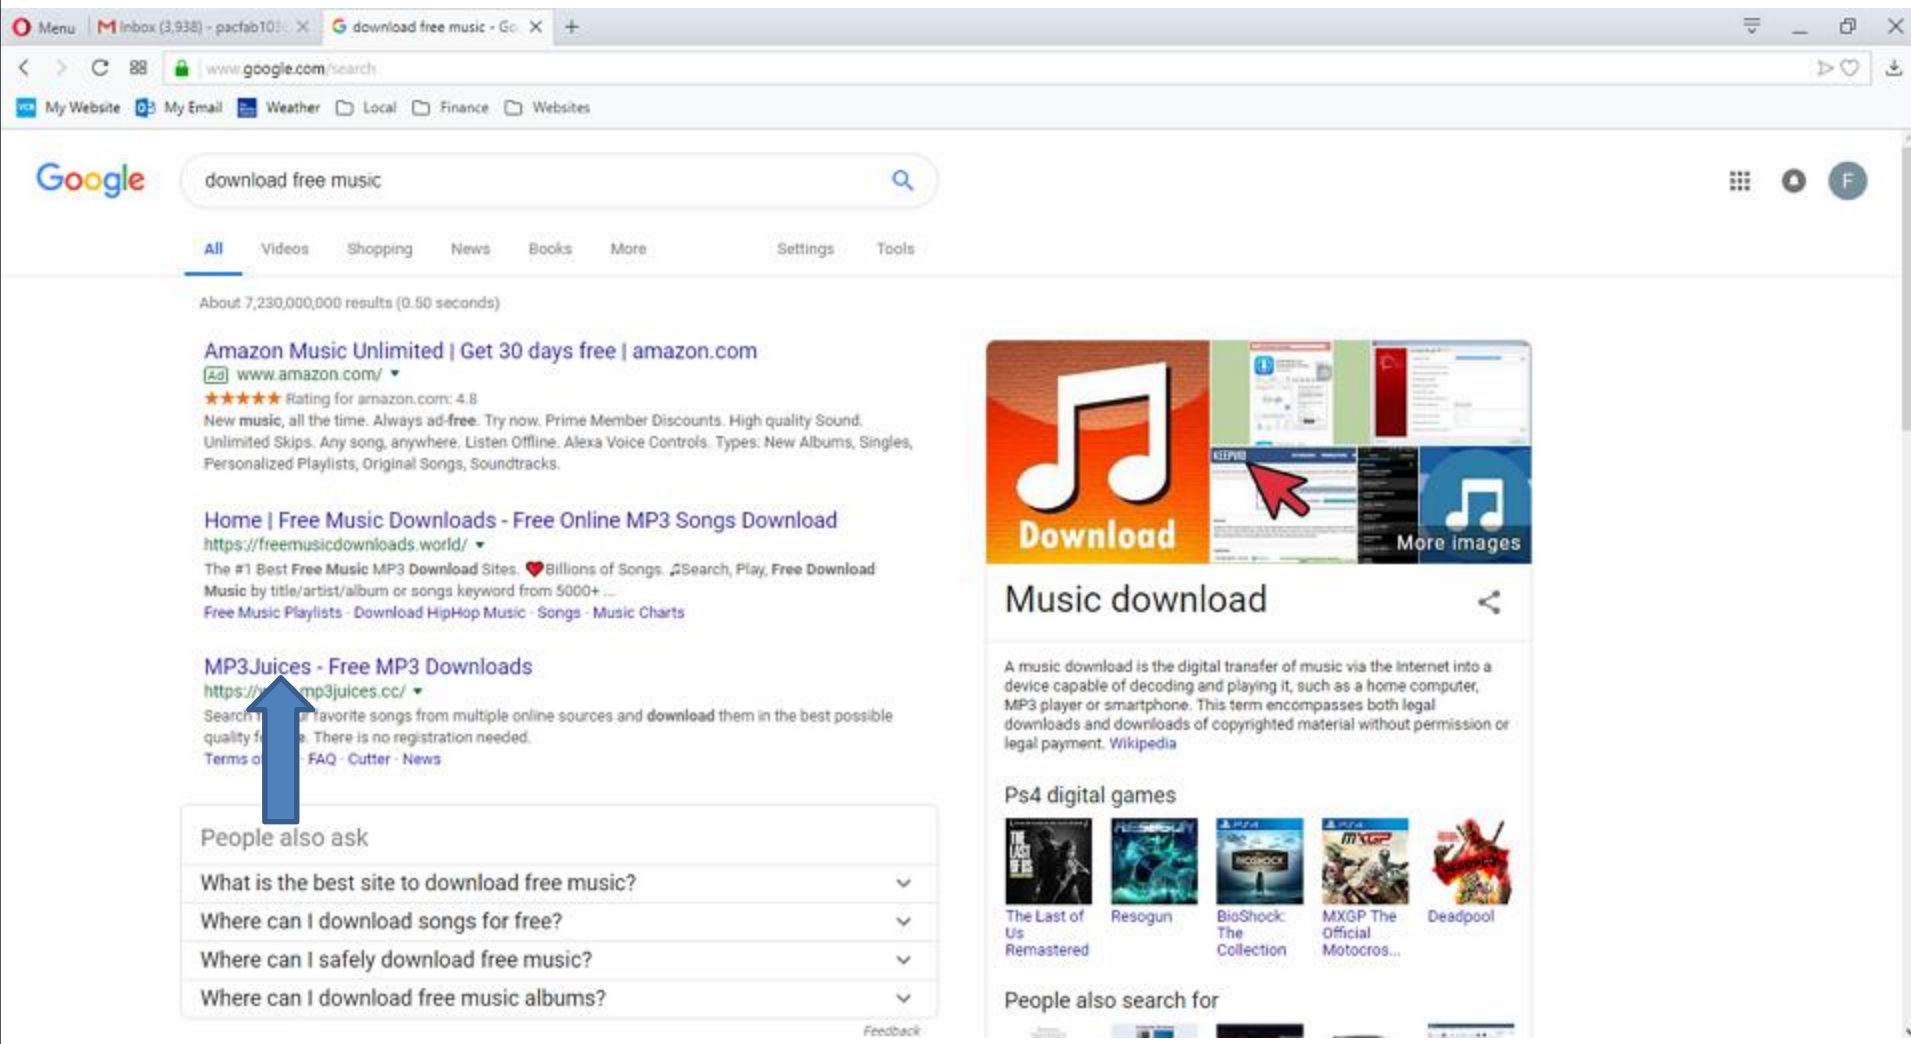 Menu
Inbox (3,938) - pacfab103
download free music - Go
www.google.com/search
My Website
My Email
Weather
Local
Finance
Websites
Google
download free music
F
All Videos Shopping News Books More Settings Tools
About 7,230,000,000 results (0.50 seconds)
Amazon Music Unlimited | Get 30 days free | amazon.com
Ad www.amazon.com/
Rating for amazon.com: 4.8
New music, all the time. Always ad-free. Try now. Prime Member Discounts. High quality Sound.
Unlimited Skips. Any song, anywhere. Listen Offline. Alexa Voice Controls. Types: New Albums, Singles,
Personalized Playlists, Original Songs, Soundtracks.
Home | Free Music Downloads - Free Online MP3 Songs Download
https://freemusicdownloads.world/
The #1 Best Free Music MP3 Download Sites. ❤Billions of Songs. ♫Search, Play, Free Download
Music by title/artist/album or songs keyword from 5000+ ...
Free Music Playlists · Download HipHop Music · Songs · Music Charts
MP3Juices - Free MP3 Downloads
https:// mp3juices.cc/
Search favorite songs from multiple online sources and download them in the best possible
quality There is no registration needed.
Terms · FAQ · Cutter · News
People also ask
What is the best site to download free music?
Where can I download songs for free?
Where can I safely download free music?
Where can I download free music albums?
Feedback
Download
KEEPVID
More images
Music download
A music download is the digital transfer of music via the Internet into a
device capable of decoding and playing it, such as a home computer,
MP3 player or smartphone. This term encompasses both legal
downloads and downloads of copyrighted material without permission or
legal payment. Wikipedia
Ps4 digital games
THE LAST OF US
RESOGUN
BIOSHOCK
MXGP
The Last of
Us
Remastered
Resogun
BioShock:
The
Collection
MXGP The
Official
Motocros...
Deadpool
People also search for